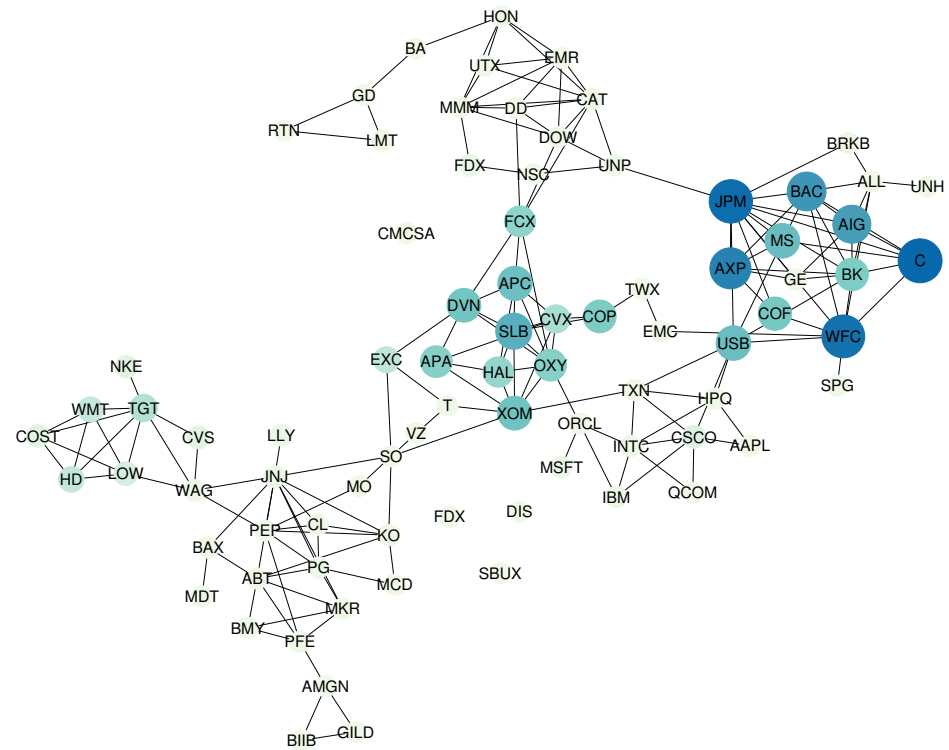 HON
BA
UTX
EMR
GD
MMM
DD
CAT
RTN
LMT
DOW
FDX
NSC
UNP
BRKB
ALL
UNH
JPM
BAC
AIG
FCX
CMCSA
MS
C
AXP
GE
BK
APC
TWX
DVN
CVX
COP
COF
SLB
EMC
USB
WFC
EXC
APA
HAL
OXY
NKE
SPG
TXN
HPQ
T
XOM
WMT
TGT
COST
CVS
LLY
VZ
ORCL
INTC
CSCO
AAPL
HD
LOW
WAG
JNJ
SO
MSFT
MO
IBM
QCOM
FDX
DIS
PEP
CL
KO
BAX
ABT
PG
MCD
SBUX
MDT
MKR
BMY
PFE
AMGN
BIIB
GILD